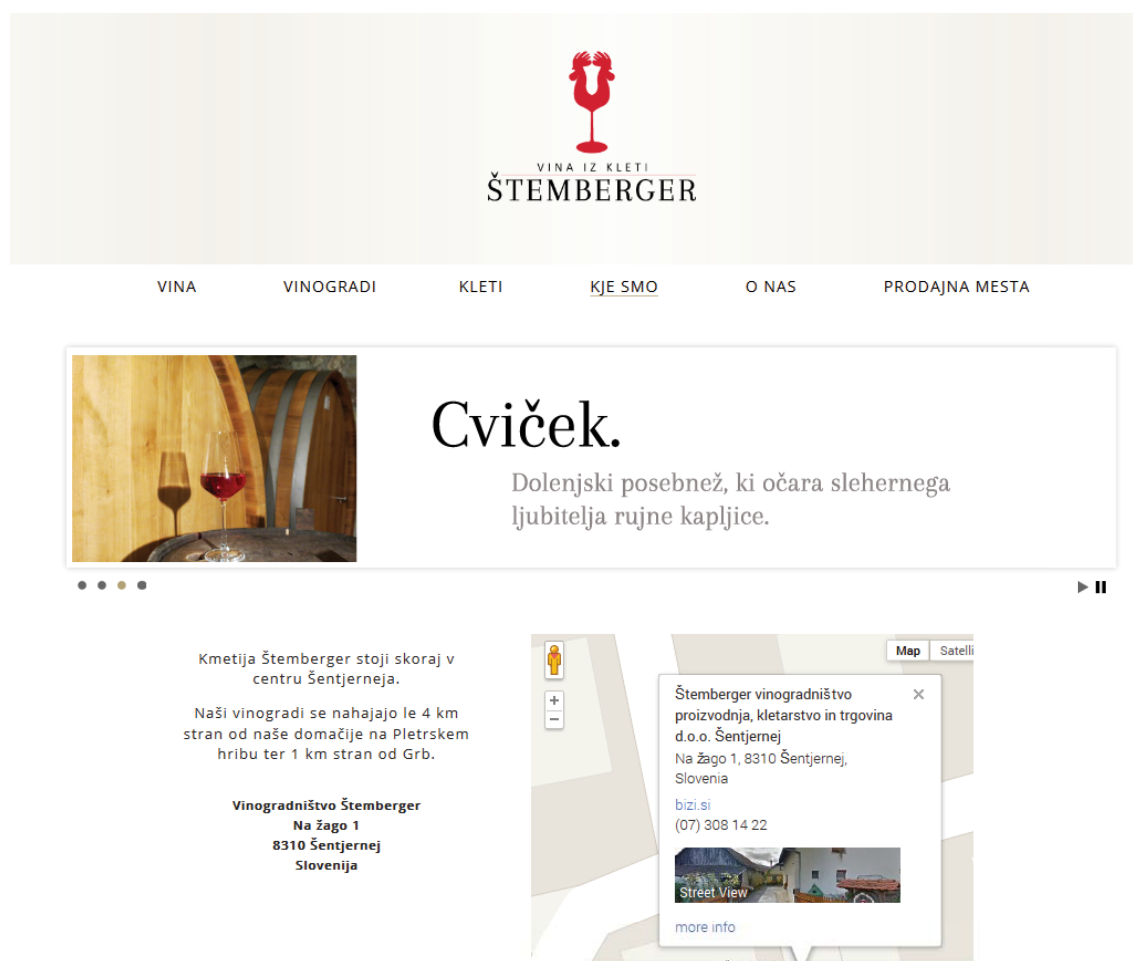 VINA IZ KLETI
ŠTEMBERGER
VINA VINOGRADI KLETI KJE SMO O NAS PRODAJNA MESTA
Cviček.
Dolenjski posebnež, ki očara slehernega
ljubitelja rujne kapljice.
Kmetija Štemberger stoji skoraj v
centru Šentjerneja.
Naši vinogradi se nahajajo le 4 km
stran od naše domačije na Pletrskem
hribu ter 1 km stran od Grb.
Vinogradništvo Štemberger
Na žago 1
8310 Šentjernej
Slovenija
Map
Štemberger vinogradništvo
proizvodnja, kletarstvo in trgovina
d.o.o. Šentjernej
Na žago 1, 8310 Šentjernej,
Slovenia
bizi.si
(07) 308 14 22
Street View
more info